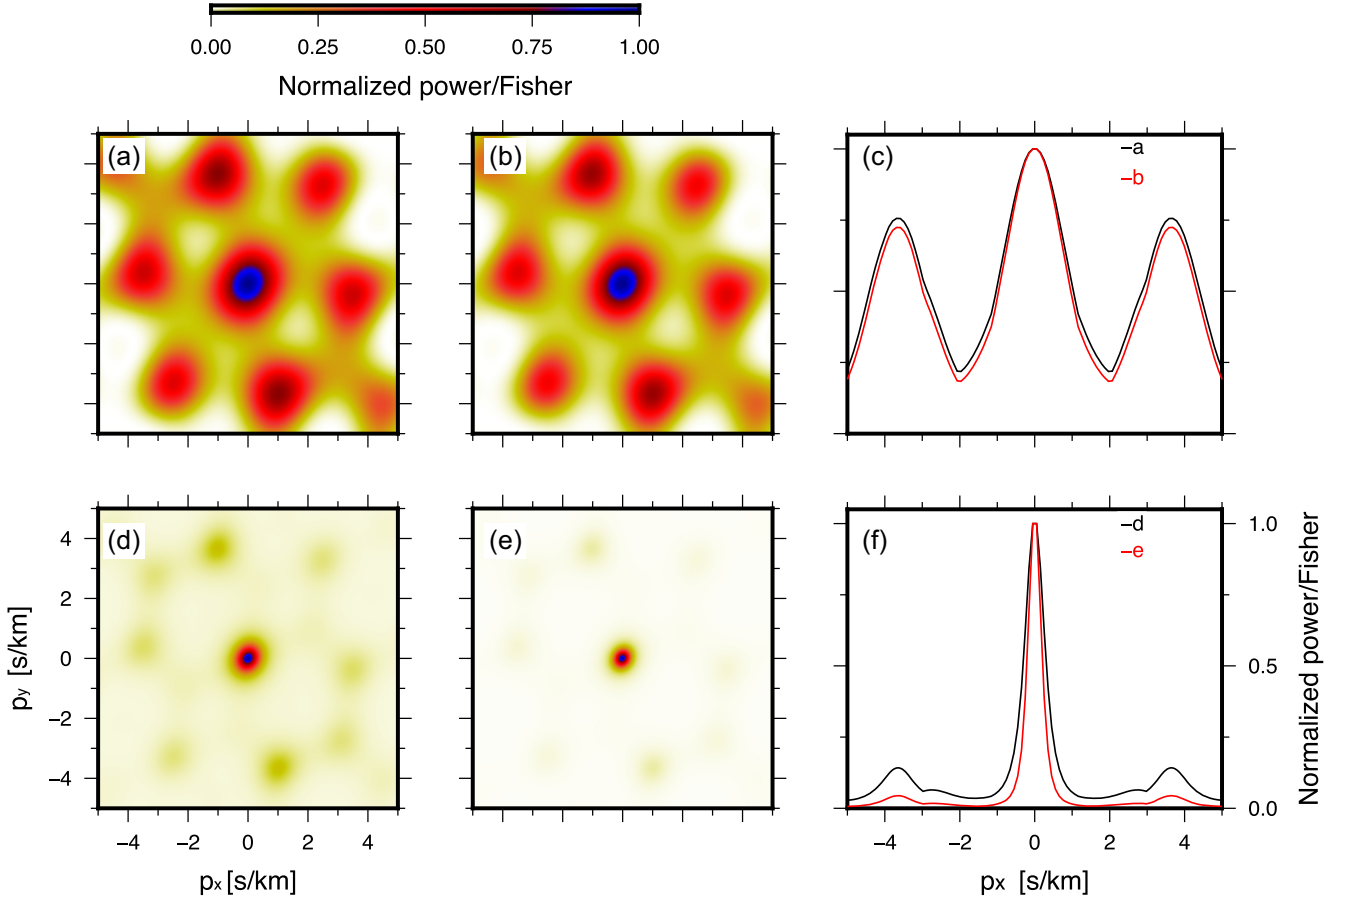 0.00 0.25 0.50 0.75 1.00
Normalized power/Fisher
(a)
(b)
(c)
–a
–b
(d)
(e)
(f)
–d
–e
4
2
0
−2
−4
py [s/km]
−4 −2 0 2 4
px [s/km]
−4 −2 0 2 4
px [s/km]
1.0
0.5
0.0
Normalized power/Fisher